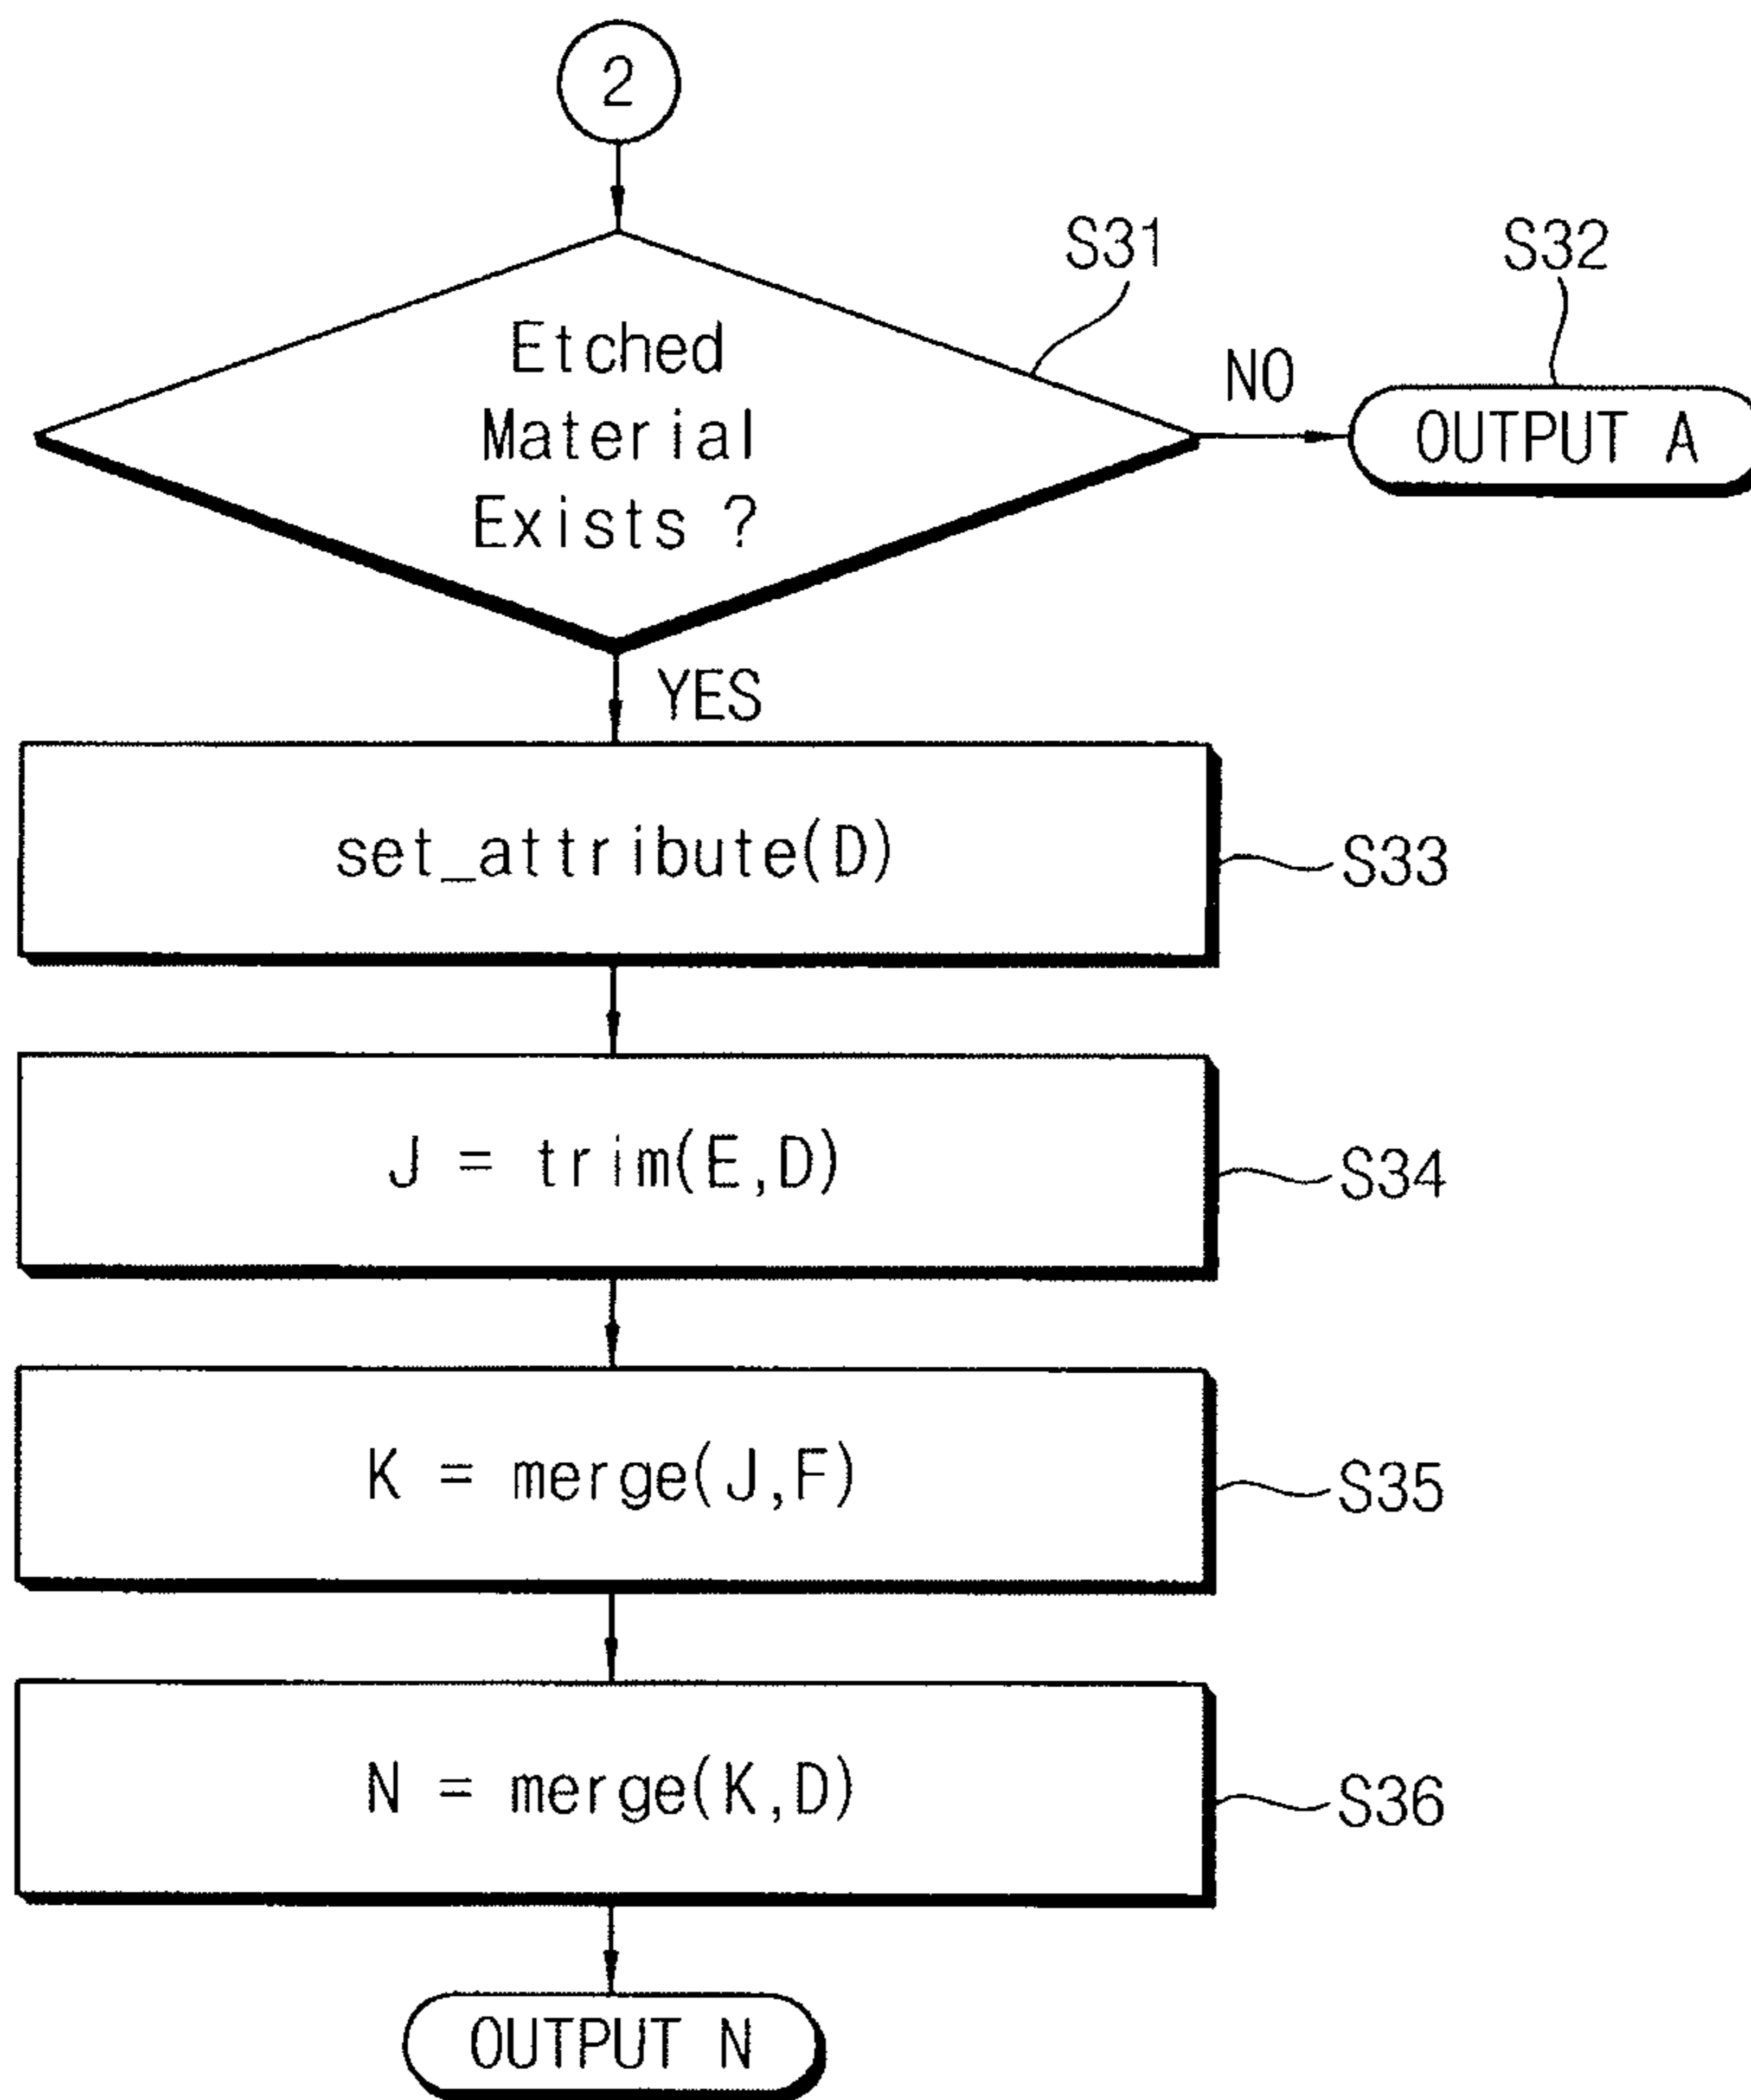 2
S31
S32
Etched
Material
Exists ?
NO
OUTPUT A
YES
set_attribute(D)
S33
J = trim(E,D)
S34
K = merge(J,F)
S35
N = merge(K,D)
S36
OUTPUT N